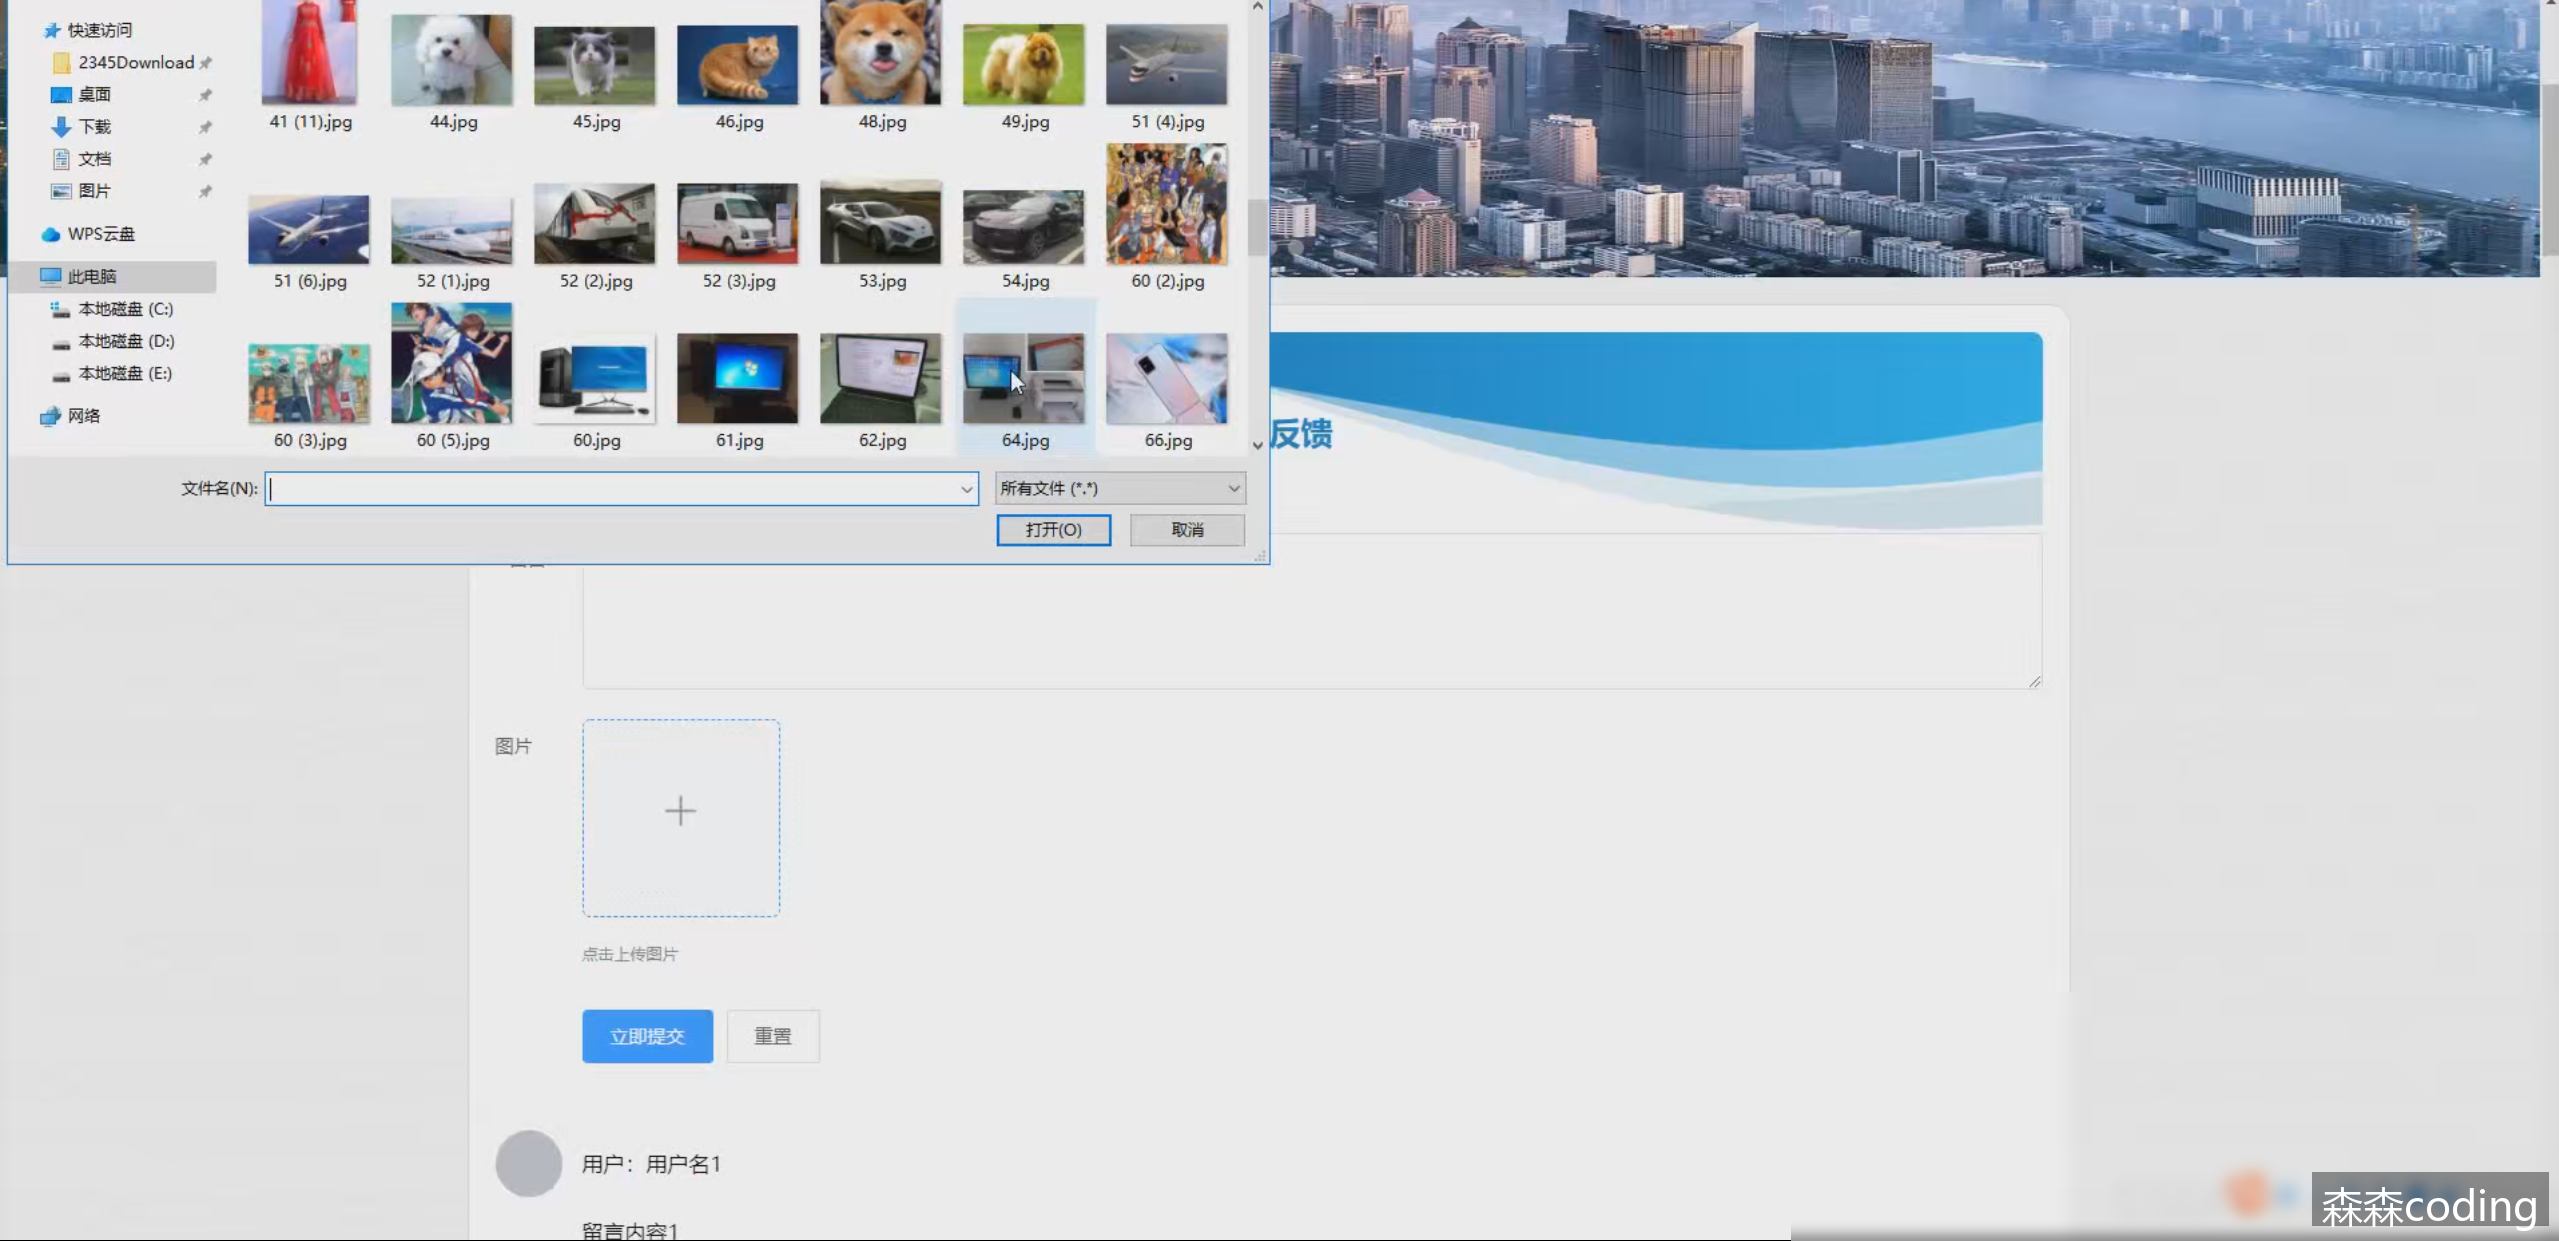 快速访问
2345Download
桌面
下载
文档
图片
WPS云盘
此电脑
本地磁盘 (C:)
本地磁盘 (D:)
本地磁盘 (E:)
网络
41 (11).jpg
44.jpg
45.jpg
46.jpg
48.jpg
49.jpg
51 (4).jpg
51 (6).jpg
52 (1).jpg
52 (2).jpg
52 (3).jpg
53.jpg
54.jpg
60 (2).jpg
60 (3).jpg
60 (5).jpg
60.jpg
61.jpg
62.jpg
64.jpg
66.jpg
文件名(N):
所有文件 (*.*)
打开(O)
取消
反馈
图片
点击上传图片
立即提交
重置
用户：用户名1
留言内容1
森森coding